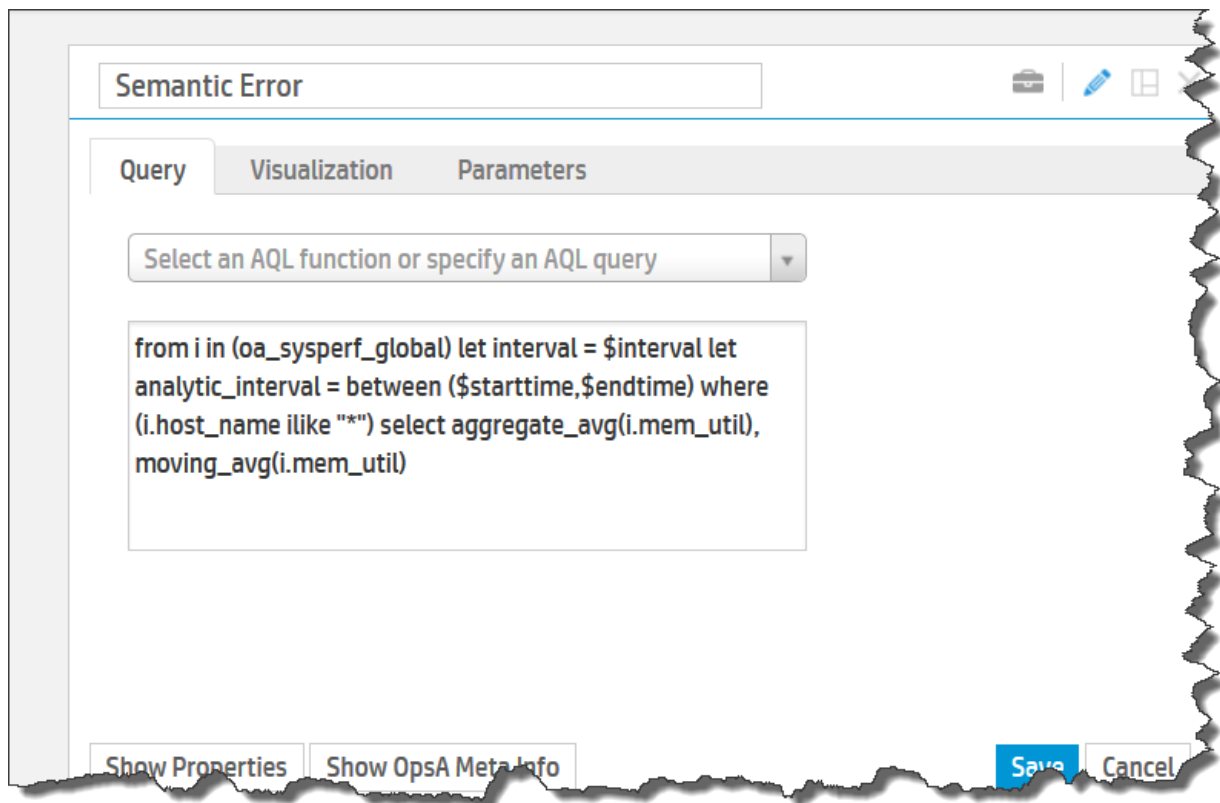 Semantic Error
Query Visualization Parameters
Select an AQL function or specify an AQL query
from i in (oa_sysperf_global) let interval = $interval let
analytic_interval = between ($starttime,$endtime) where
(i.host_name ilike "*") select aggregate_avg(i.mem_util),
moving_avg(i.mem_util)
Show Properties Show OpsA Meta Info Save Cancel